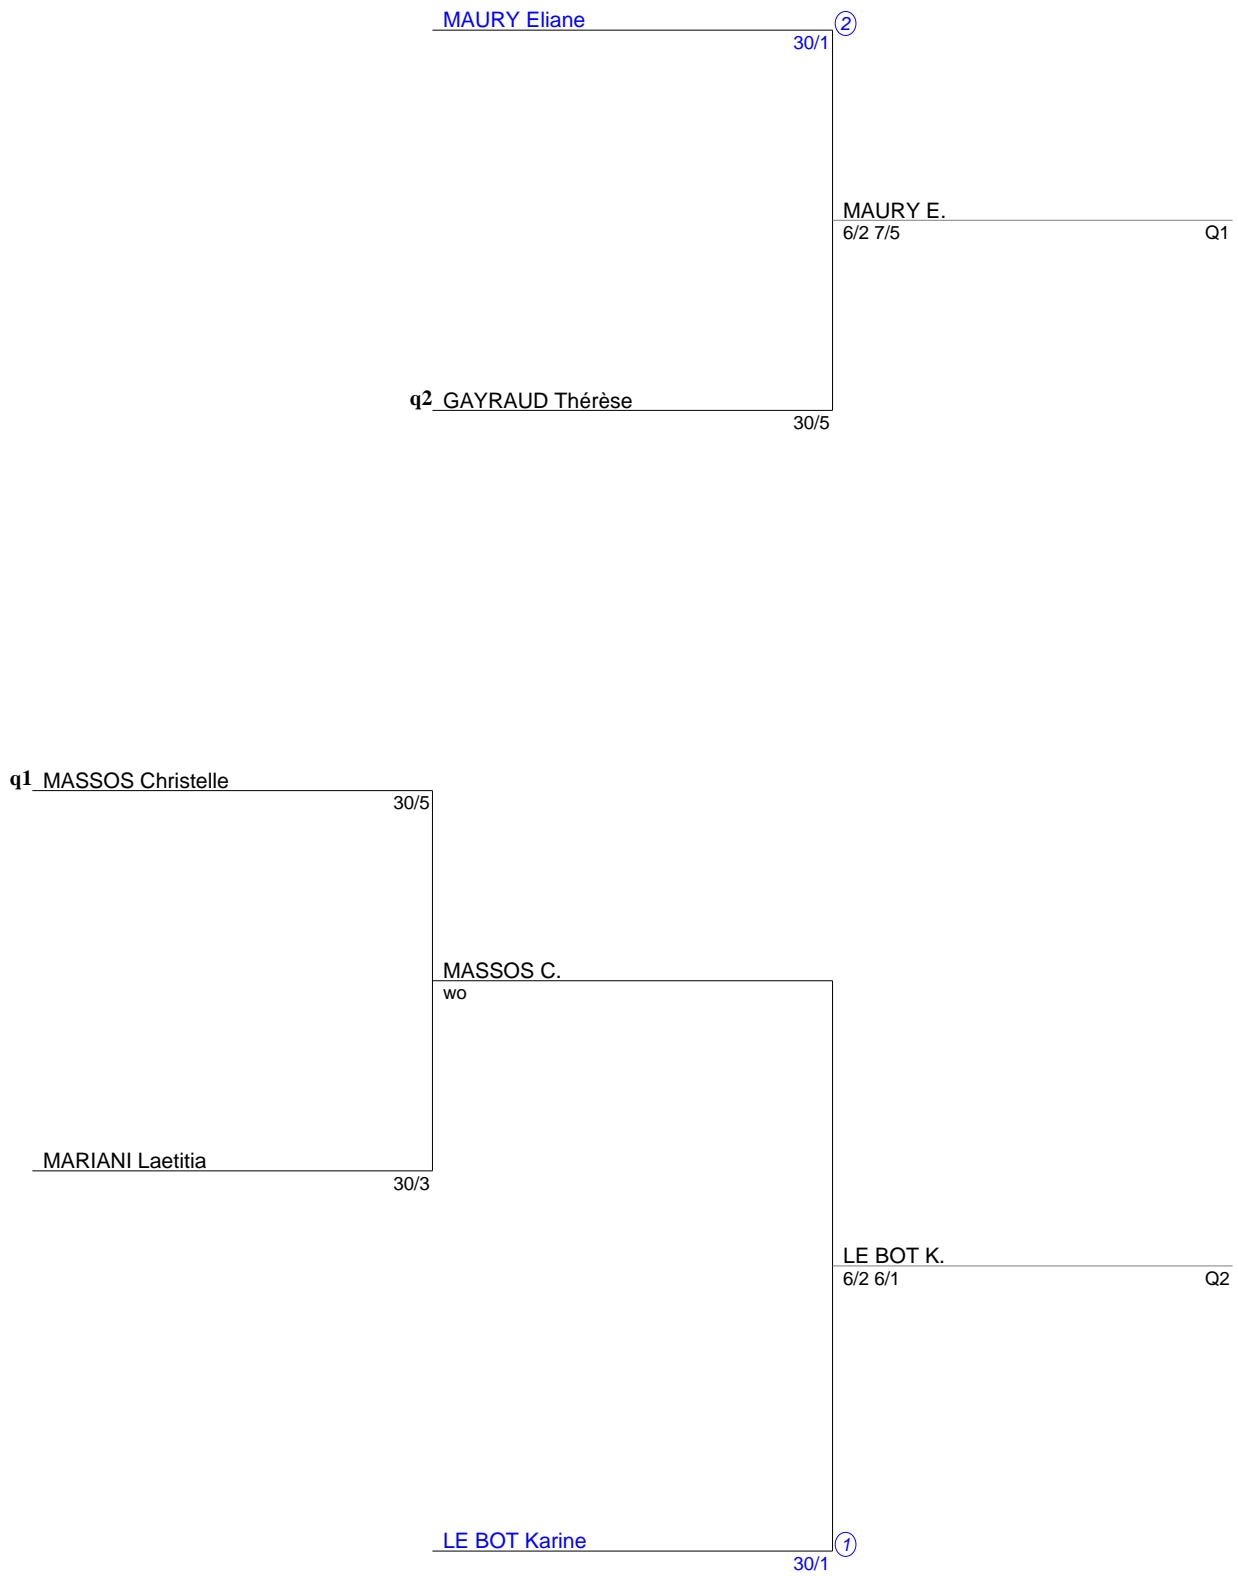 MAURY Eliane
2
30/1
MAURY E.
6/2 7/5
Q1
q2 GAYRAUD Thérèse
30/5
q1 MASSOS Christelle
30/5
MASSOS C.
wo
MARIANI Laetitia
30/3
LE BOT K.
6/2 6/1
Q2
LE BOT Karine
1
30/1